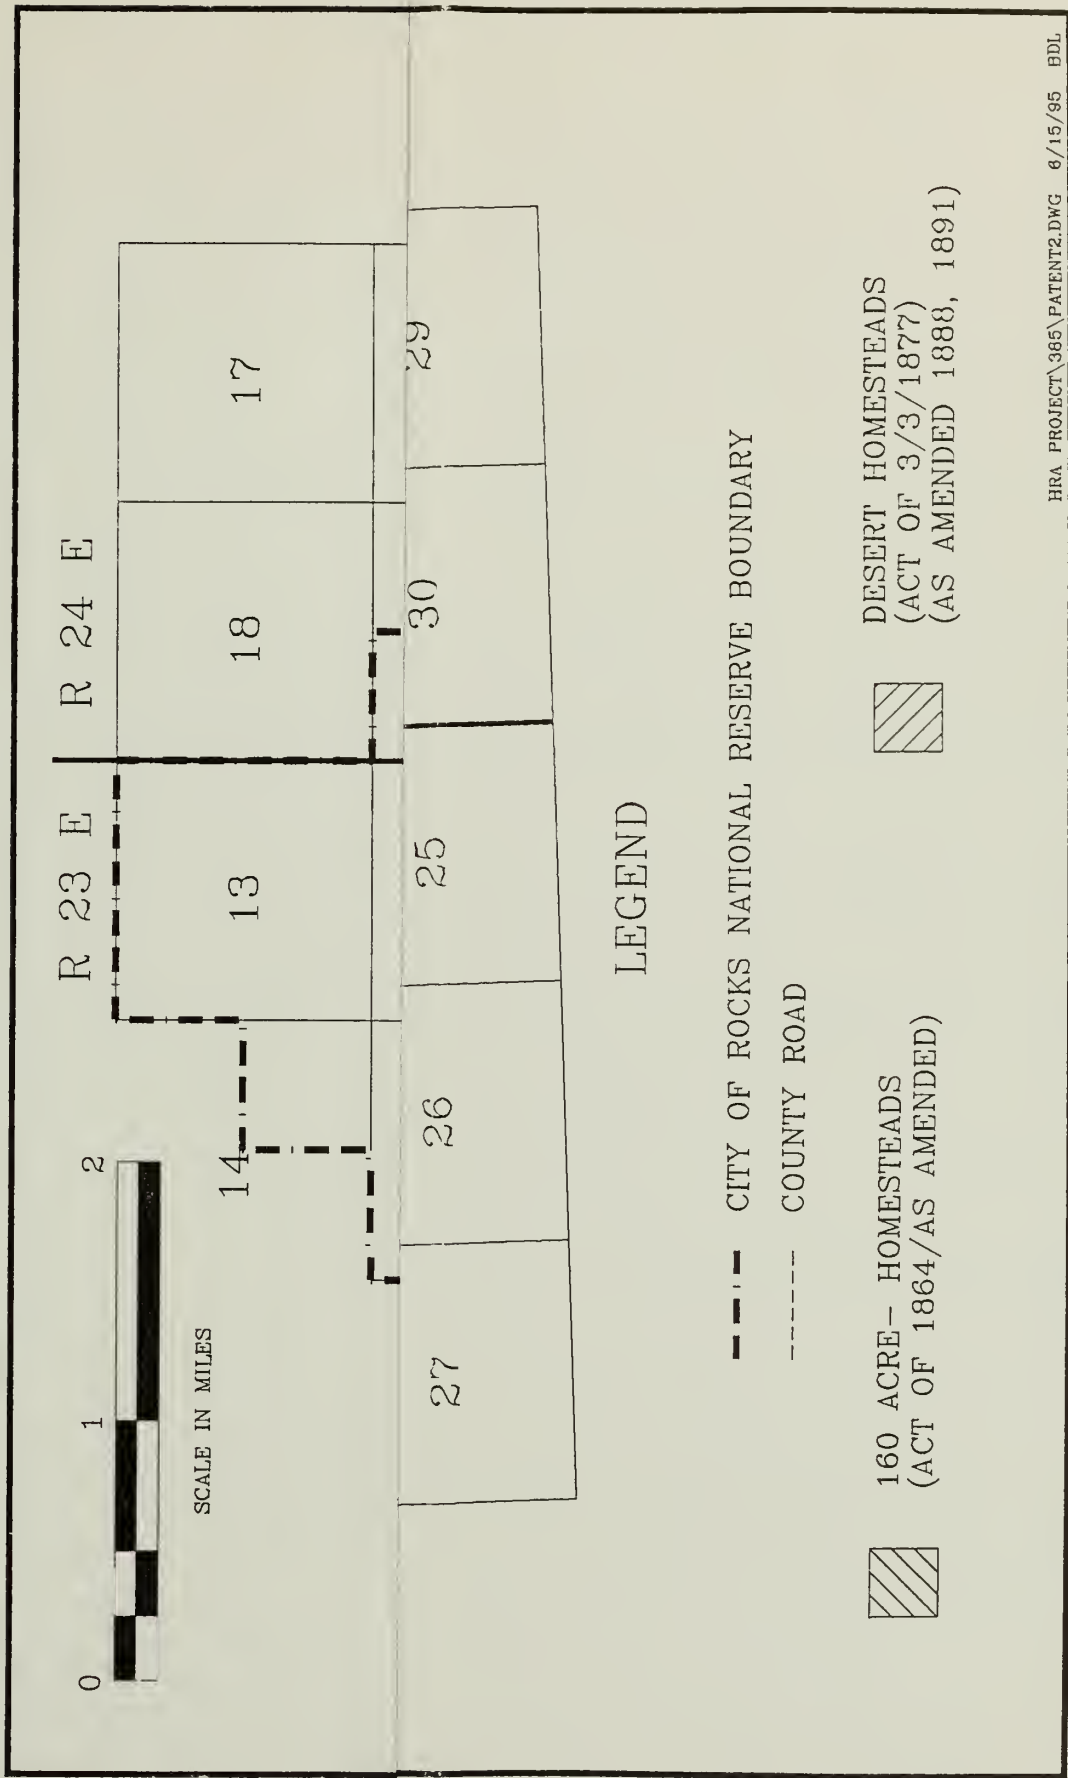 0 1 2
SCALE IN MILES
R 23 E R 24 E
14 13 18 17
27 26 25 30 29
LEGEND
CITY OF ROCKS NATIONAL RESERVE BOUNDARY
COUNTY ROAD
160 ACRE- HOMESTEADS
(ACT OF 1864/AS AMENDED)
DESERT HOMESTEADS
(ACT OF 3/3/1877)
(AS AMENDED 1888, 1891)
HRA PROJECT\385\PATENT2.DWG 6/15/95 BDL